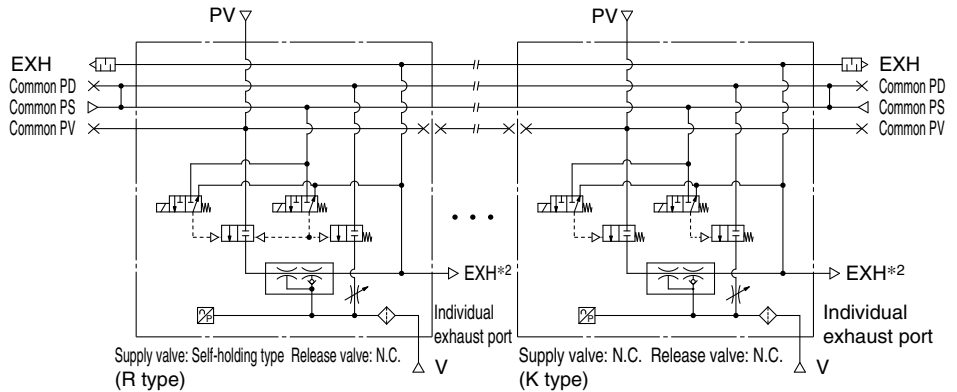 PV PV
EXH EXH
Common PD Common PD
Common PS Common PS
Common PV Common PV
EXH*2 EXH*2
P P
Individual exhaust port
Individual exhaust port
Supply valve: Self-holding type Release valve: N.C. V
(R type)
Supply valve: N.C. Release valve: N.C. V
(K type)